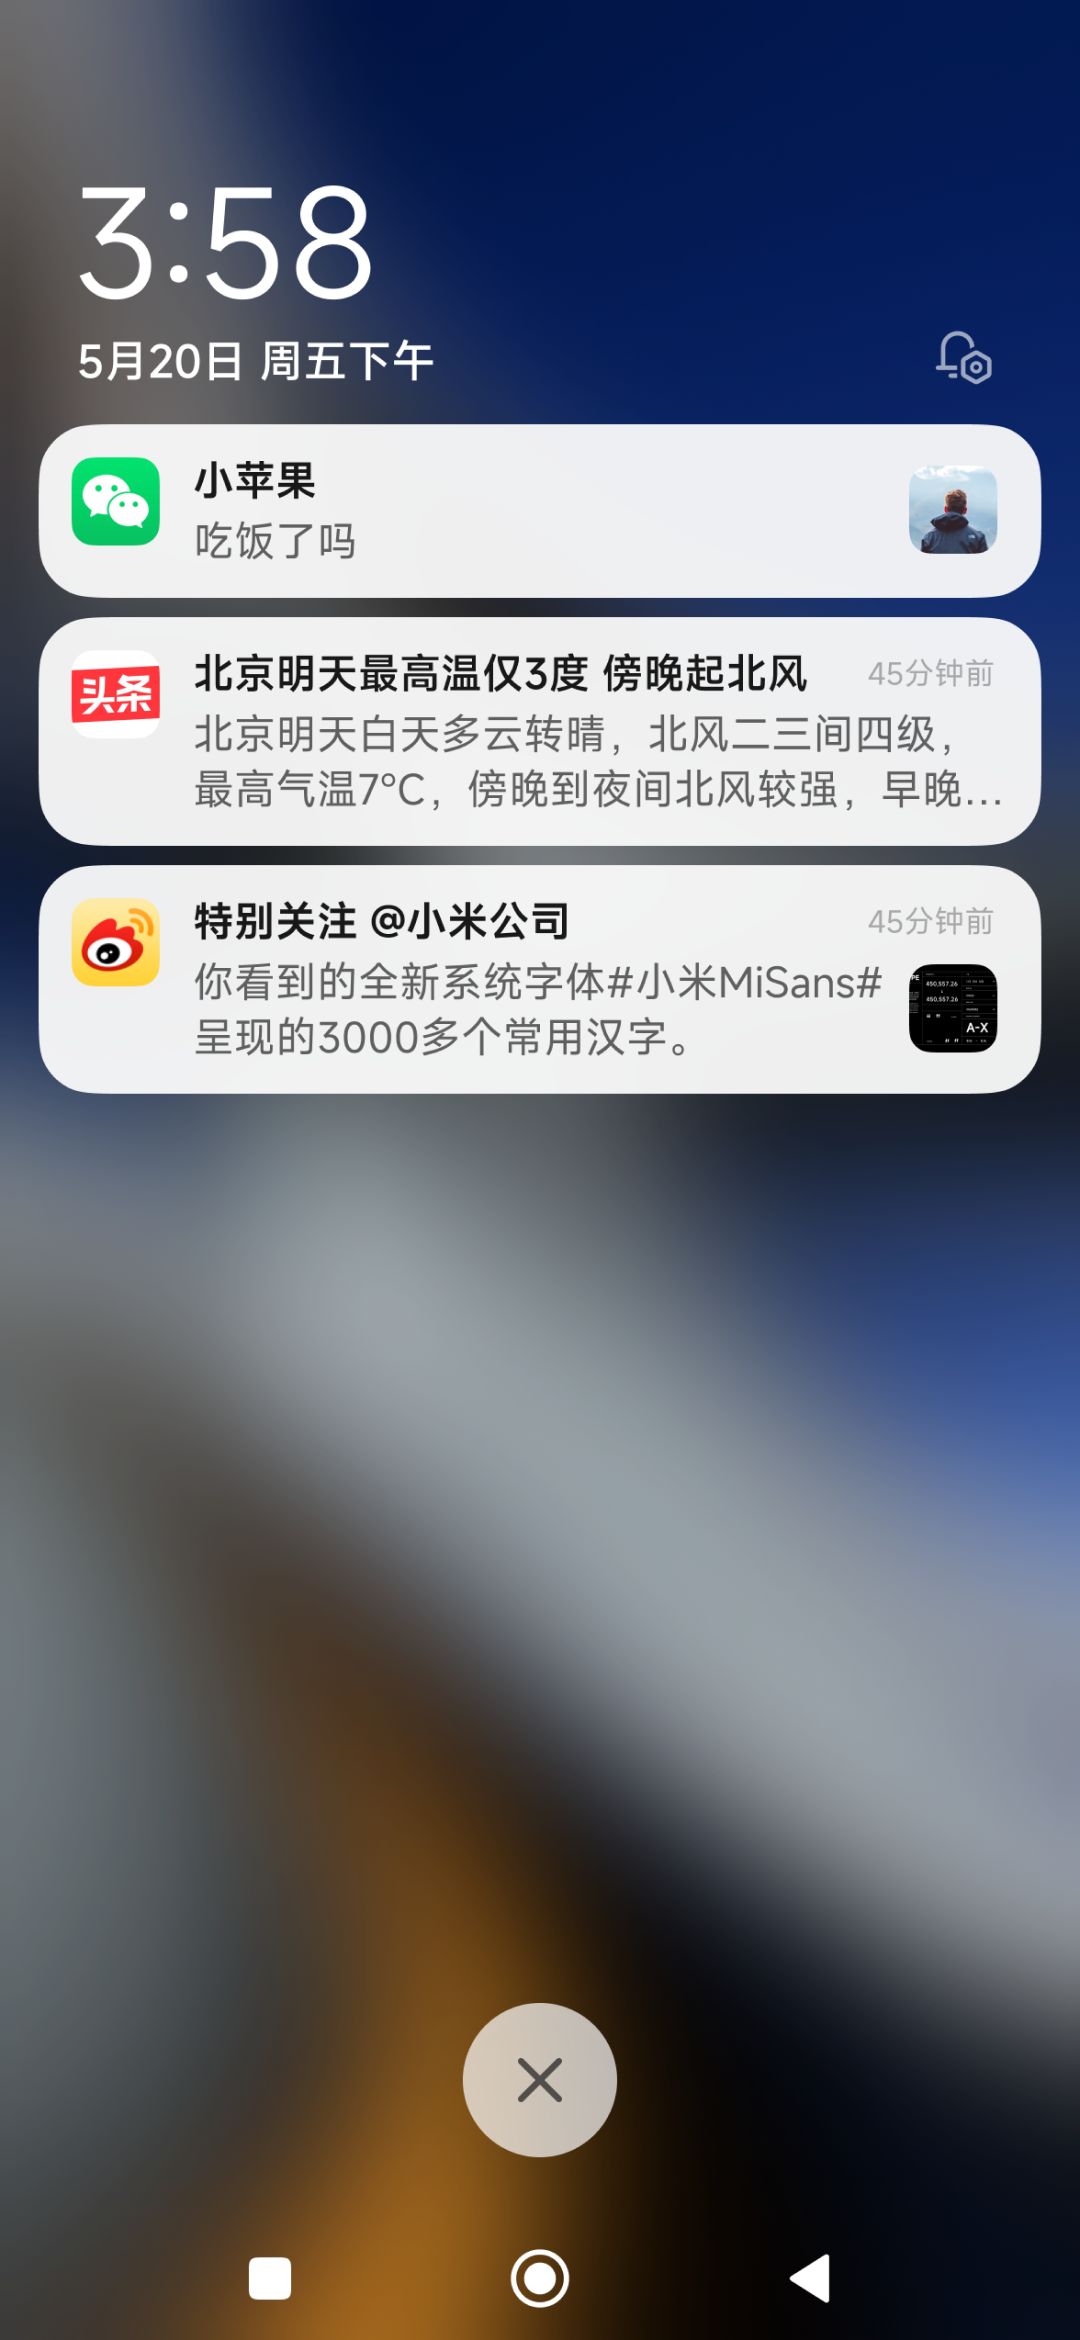 3:58
5月20日 周五下午
小苹果
吃饭了吗
头条
北京明天最高温仅3度 傍晚起北风
45分钟前
北京明天白天多云转晴，北风二三间四级，
最高气温7°C，傍晚到夜间北风较强，早晚...
特别关注 @小米公司
45分钟前
你看到的全新系统字体#小米MiSans#
呈现的3000多个常用汉字。
450,557.26
450,557.26
A-X